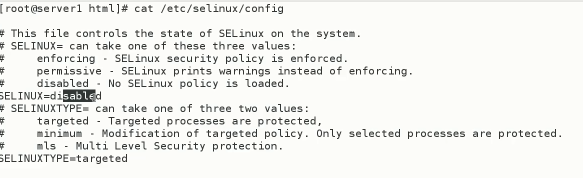 [root@server1 html]# cat /etc/selinux/config
# This file controls the state of SELinux on the system.
# SELINUX= can take one of these three values:
#     enforcing - SELinux security policy is enforced.
#     permissive - SELinux prints warnings instead of enforcing.
#     disabled - No SELinux policy is loaded.
SELINUX=disabled
# SELINUXTYPE= can take one of three two values:
#     targeted - Targeted processes are protected,
#     minimum - Modification of targeted policy. Only selected processes are protected.
#     mls - Multi Level Security protection.
SELINUXTYPE=targeted